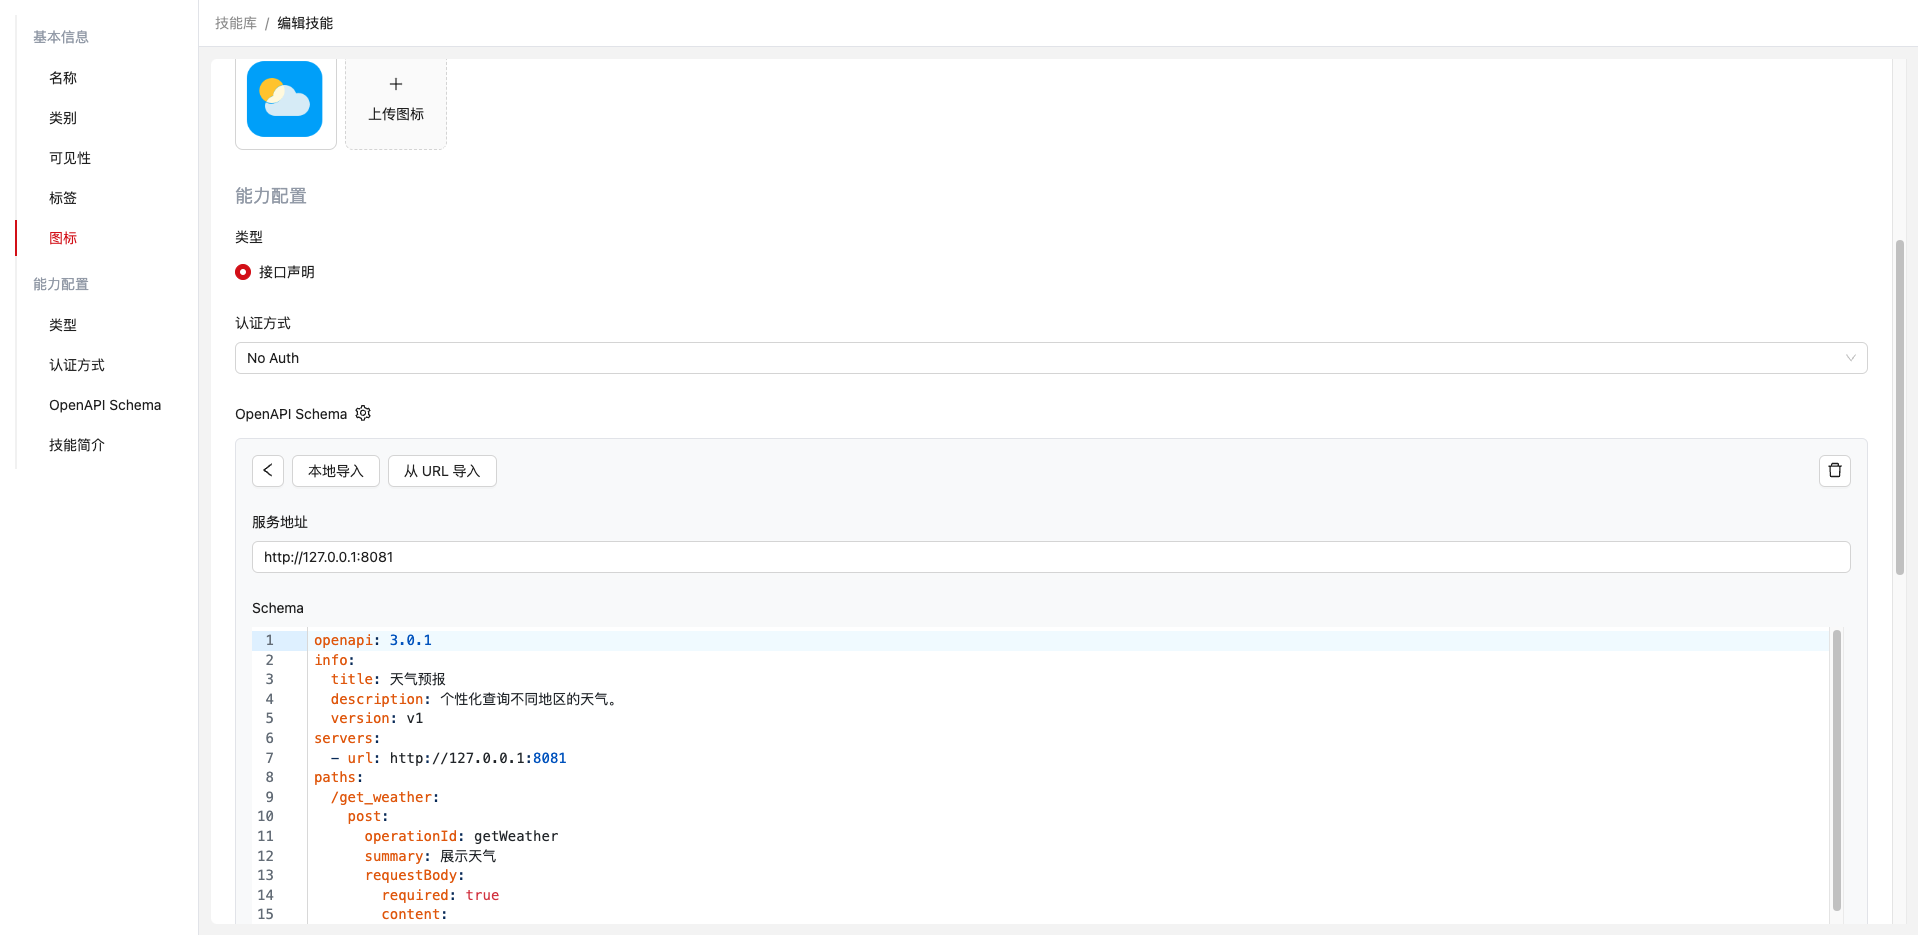 基本信息
名称
类别
可见性
标签
图标
能力配置
类型
认证方式
OpenAPI Schema
技能简介
技能库 / 编辑技能
上传图标
能力配置
类型
接口声明
认证方式
No Auth
OpenAPI Schema
本地导入 从 URL 导入
服务地址
http://127.0.0.1:8081
Schema
1 openapi: 3.0.1
2 info:
3 title: 天气预报
4 description: 个性化查询不同地区的天气。
5 version: v1
6 servers:
7 - url: http://127.0.0.1:8081
8 paths:
9 /get_weather:
10 post:
11 operationId: getWeather
12 summary: 展示天气
13 requestBody:
14 required: true
15 content: